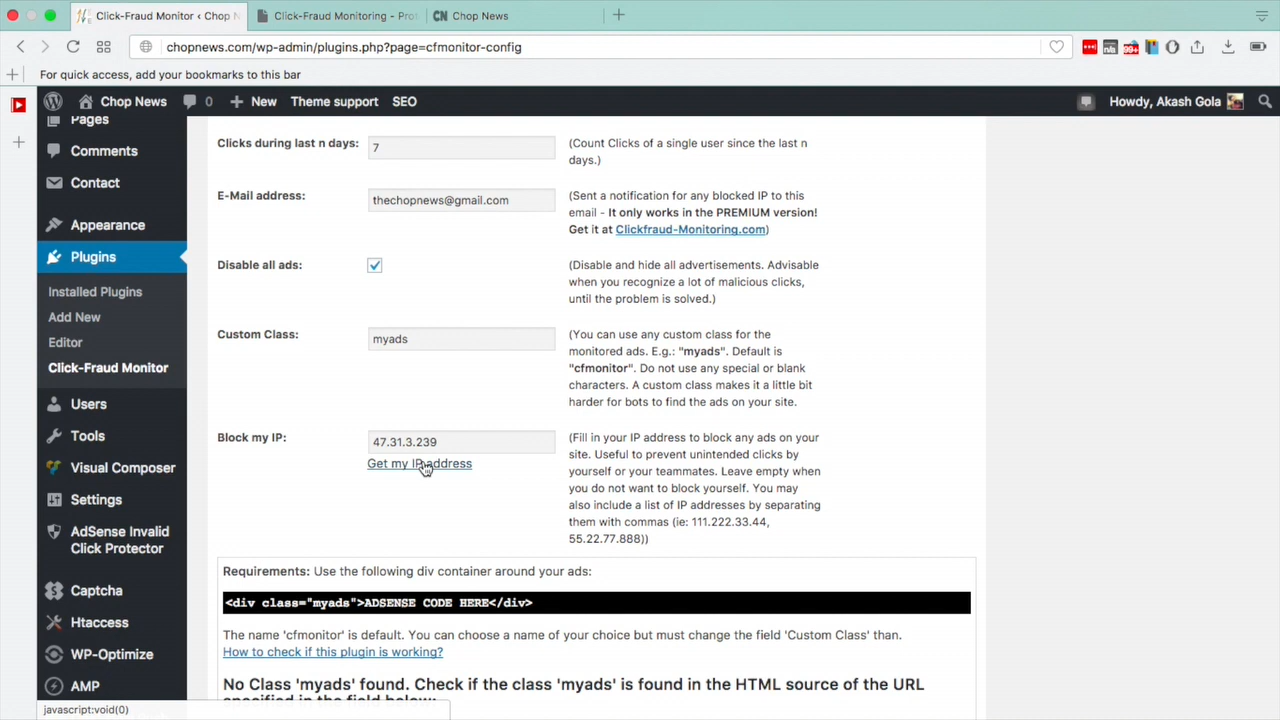 Click-Fraud Monitor ‹ Chop N
Click-Fraud Monitoring - Pro
CN Chop News
chopnews.com/wp-admin/plugins.php?page=cfmonitor-config
n/a
99+
For quick access, add your bookmarks to this bar
Chop News
0
New
Theme support
SEO
Howdy, Akash Gola
Pages
Comments
Contact
Appearance
Plugins
Installed Plugins
Add New
Editor
Click-Fraud Monitor
Users
Tools
Visual Composer
Settings
AdSense Invalid
Click Protector
Captcha
Htaccess
WP-Optimize
AMP
Clicks during last n days:
7
(Count Clicks of a single user since the last n
days.)
E-Mail address:
thechopnews@gmail.com
(Sent a notification for any blocked IP to this
email - It only works in the PREMIUM version!
Get it at Clickfraud-Monitoring.com)
Disable all ads:
(Disable and hide all advertisements. Advisable
when you recognize a lot of malicious clicks,
until the problem is solved.)
Custom Class:
myads
(You can use any custom class for the
monitored ads. E.g.: "myads". Default is
"cfmonitor". Do not use any special or blank
characters. A custom class makes it a little bit
harder for bots to find the ads on your site.
Block my IP:
47.31.3.239
Get my IP address
(Fill in your IP address to block any ads on your
site. Useful to prevent unintended clicks by
yourself or your teammates. Leave empty when
you do not want to block yourself. You may
also include a list of IP addresses by separating
them with commas (ie: 111.222.33.44,
55.22.77.888))
Requirements: Use the following div container around your ads:
<div class="myads">ADSENSE CODE HERE</div>
The name 'cfmonitor' is default. You can choose a name of your choice but must change the field 'Custom Class' than.
How to check if this plugin is working?
No Class 'myads' found. Check if the class 'myads' is found in the HTML source of the URL
specified in the field below:
javascript:void(0)